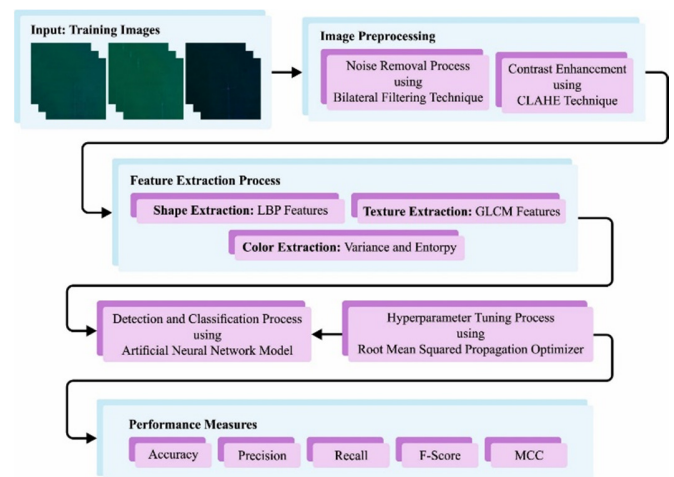 Input: Training Images
Image Preprocessing
Noise Removal Process
using
Bilateral Filtering Technique
Contrast Enhancement
using
CLAHE Technique
Feature Extraction Process
Shape Extraction: LBP Features
Texture Extraction: GLCM Features
Color Extraction: Variance and Entorpy
Detection and Classification Process
using
Artificial Neural Network Model
Hyperparameter Tuning Process
using
Root Mean Squared Propagation Optimizer
Performance Measures
Accuracy
Precision
Recall
F-Score
MCC